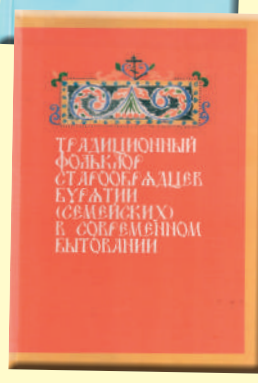 ТРАДИЦИОННЫЙ
ФОЛЬКЛОР
СТАРООБРЯДЦЕВ
БУРЯТИИ
(СЕМЕЙСКИХ)
В СОВРЕМЕННОМ
БЫТОВАНИИ